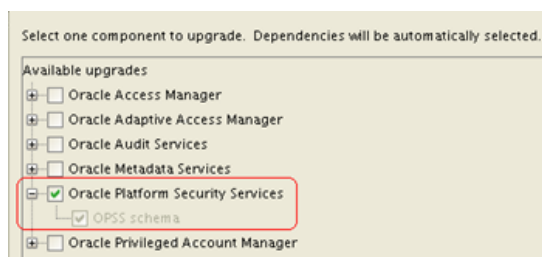 Select one component to upgrade. Dependencies will be automatically selected.
Available upgrades
Oracle Access Manager
Oracle Adaptive Access Manager
Oracle Audit Services
Oracle Metadata Services
Oracle Platform Security Services
OPSS schema
Oracle Privileged Account Manager